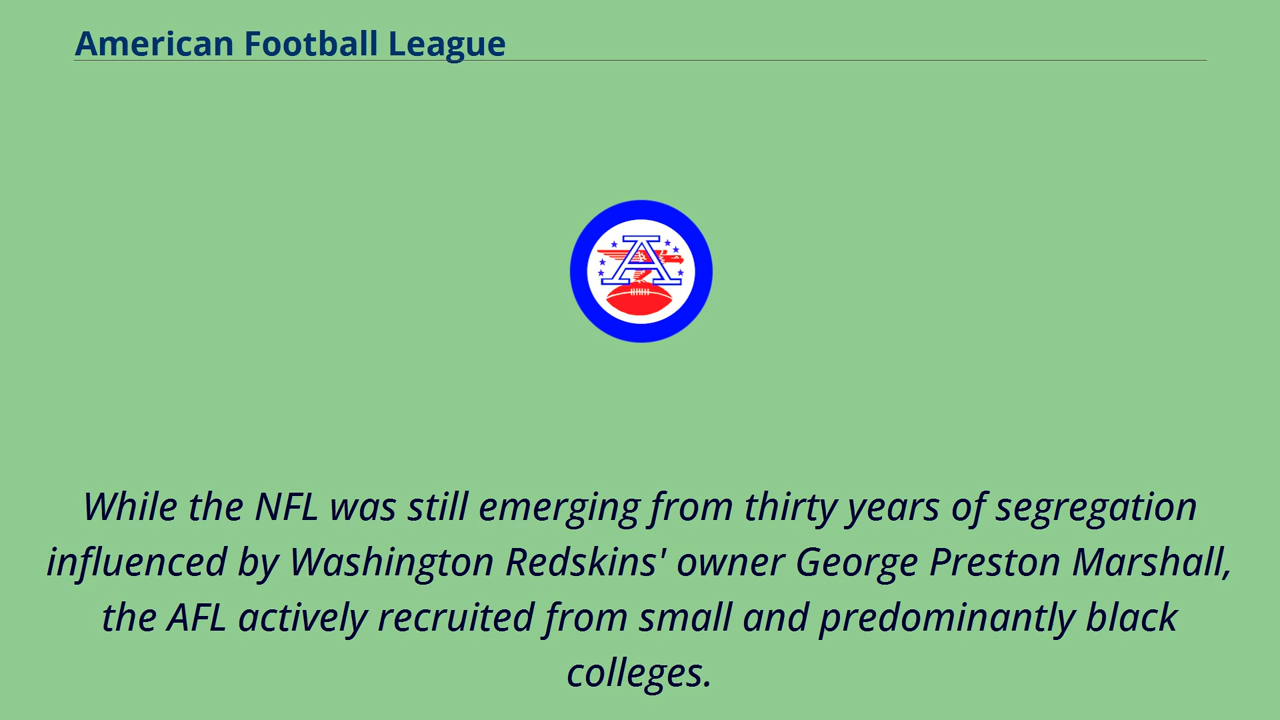 American Football League
A
While the NFL was still emerging from thirty years of segregation
influenced by Washington Redskins' owner George Preston Marshall,
the AFL actively recruited from small and predominantly black
colleges.